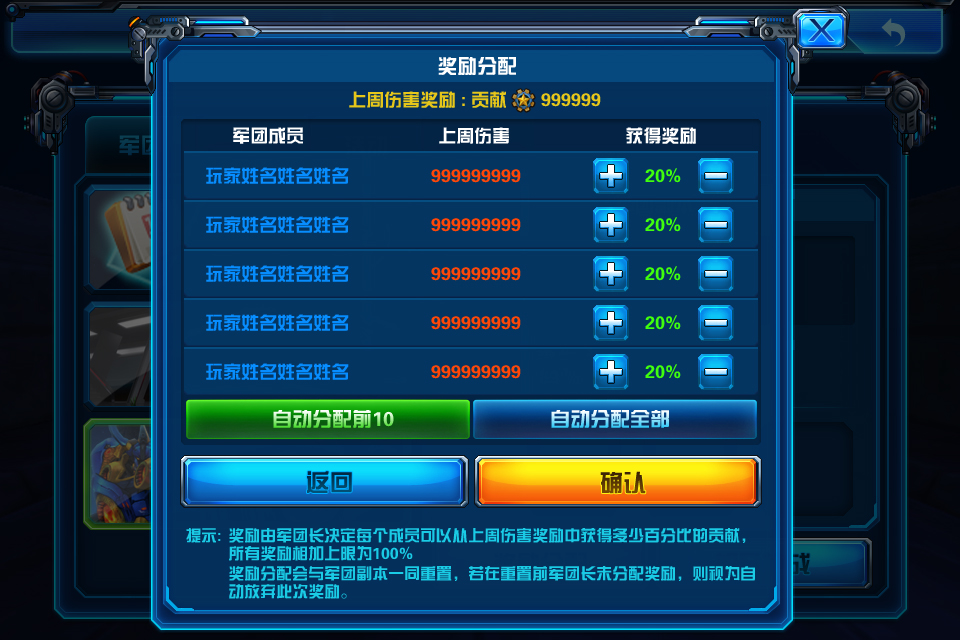 奖励分配
上周伤害奖励：贡献 999999
军团成员 上周伤害 获得奖励
玩家姓名姓名姓名 999999999 20%
玩家姓名姓名姓名 999999999 20%
玩家姓名姓名姓名 999999999 20%
玩家姓名姓名姓名 999999999 20%
玩家姓名姓名姓名 999999999 20%
自动分配前10 自动分配全部
返回 确认
提示：奖励由军团长决定每个成员可以从上周伤害奖励中获得多少百分比的贡献，
所有奖励相加上限为100%
奖励分配会与军团副本一同重置，若在重置前军团长未分配奖励，则视为自
动放弃此次奖励。